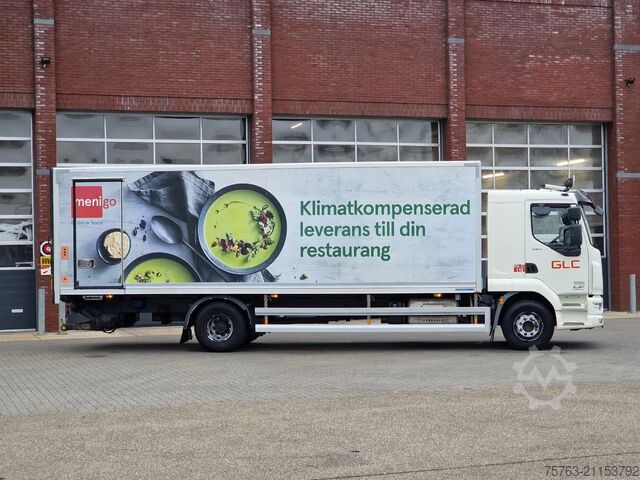 menigo
Klimatkompenserad
leverans till din
restaurang
GLC
75763-21153792